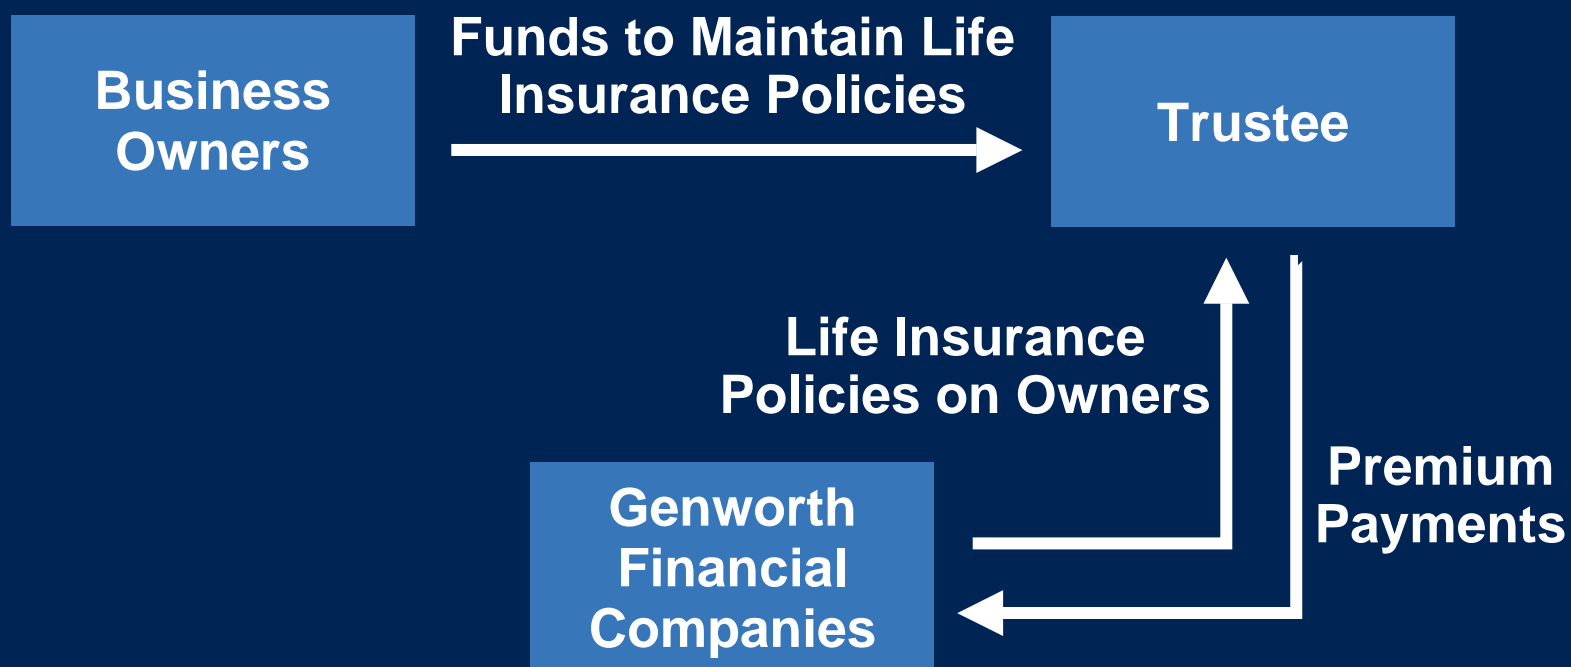 Business
Owners
Funds to Maintain Life
Insurance Policies
Trustee
Life Insurance
Policies on Owners
Premium
Payments
Genworth
Financial
Companies